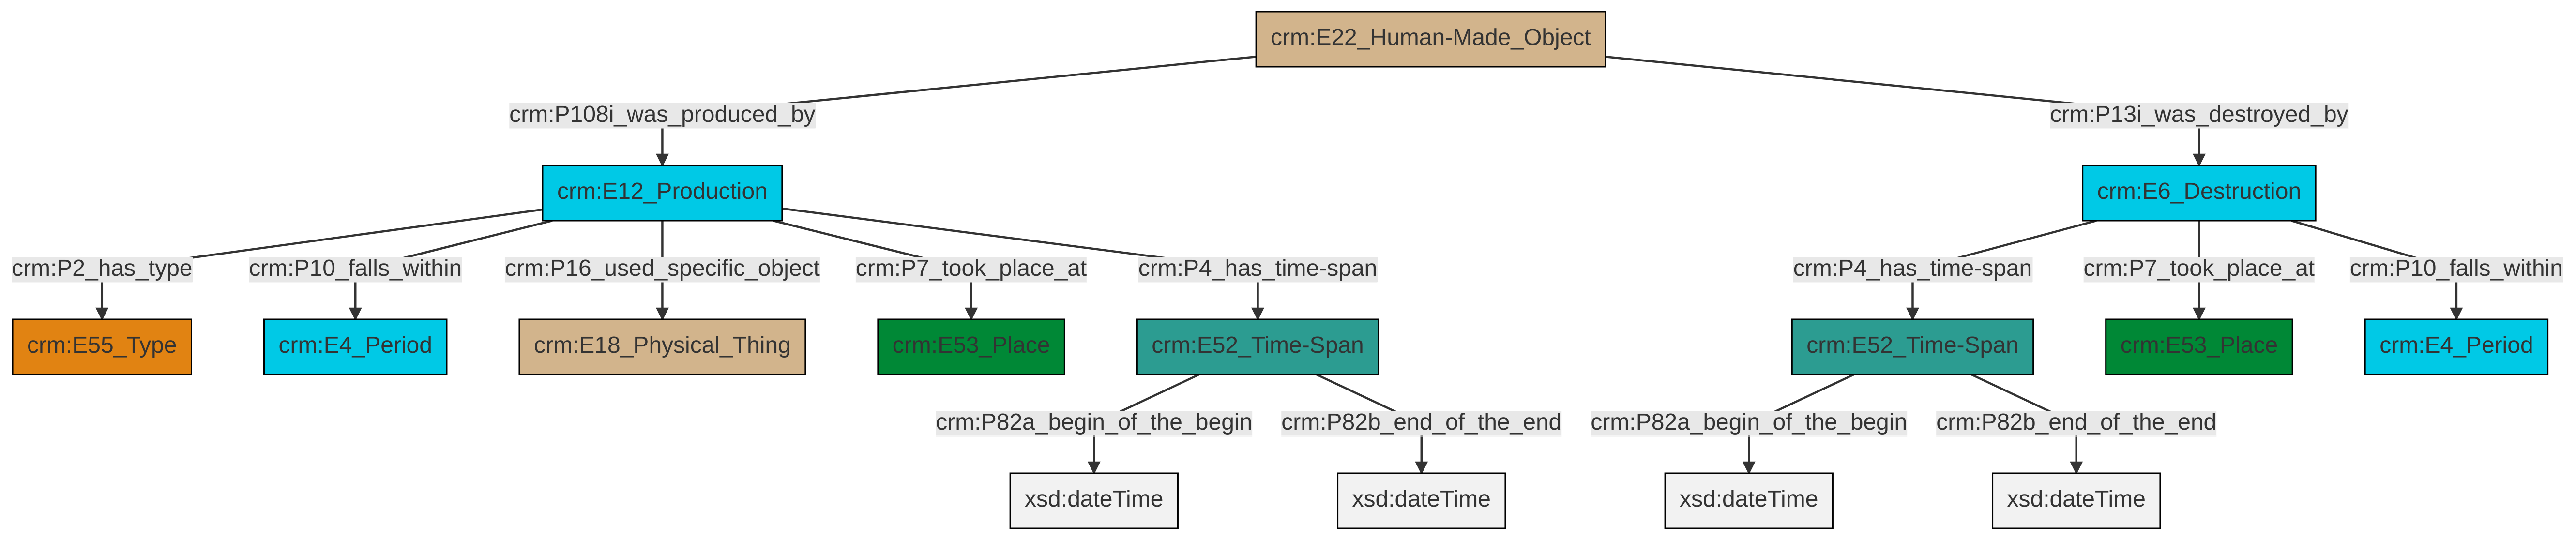 crm:E22_Human-Made_Object
crm:P108i_was_produced_by
crm:P13i_was_destroyed_by
crm:E12_Production
crm:E6_Destruction
crm:P2_has_type
crm:P10_falls_within
crm:P16_used_specific_object
crm:P7_took_place_at
crm:P4_has_time-span
crm:P4_has_time-span
crm:P7_took_place_at
crm:P10_falls_within
crm:E55_Type
crm:E4_Period
crm:E18_Physical_Thing
crm:E53_Place
crm:E52_Time-Span
crm:E52_Time-Span
crm:E53_Place
crm:E4_Period
crm:P82a_begin_of_the_begin
crm:P82b_end_of_the_end
crm:P82a_begin_of_the_begin
crm:P82b_end_of_the_end
xsd:dateTime
xsd:dateTime
xsd:dateTime
xsd:dateTime